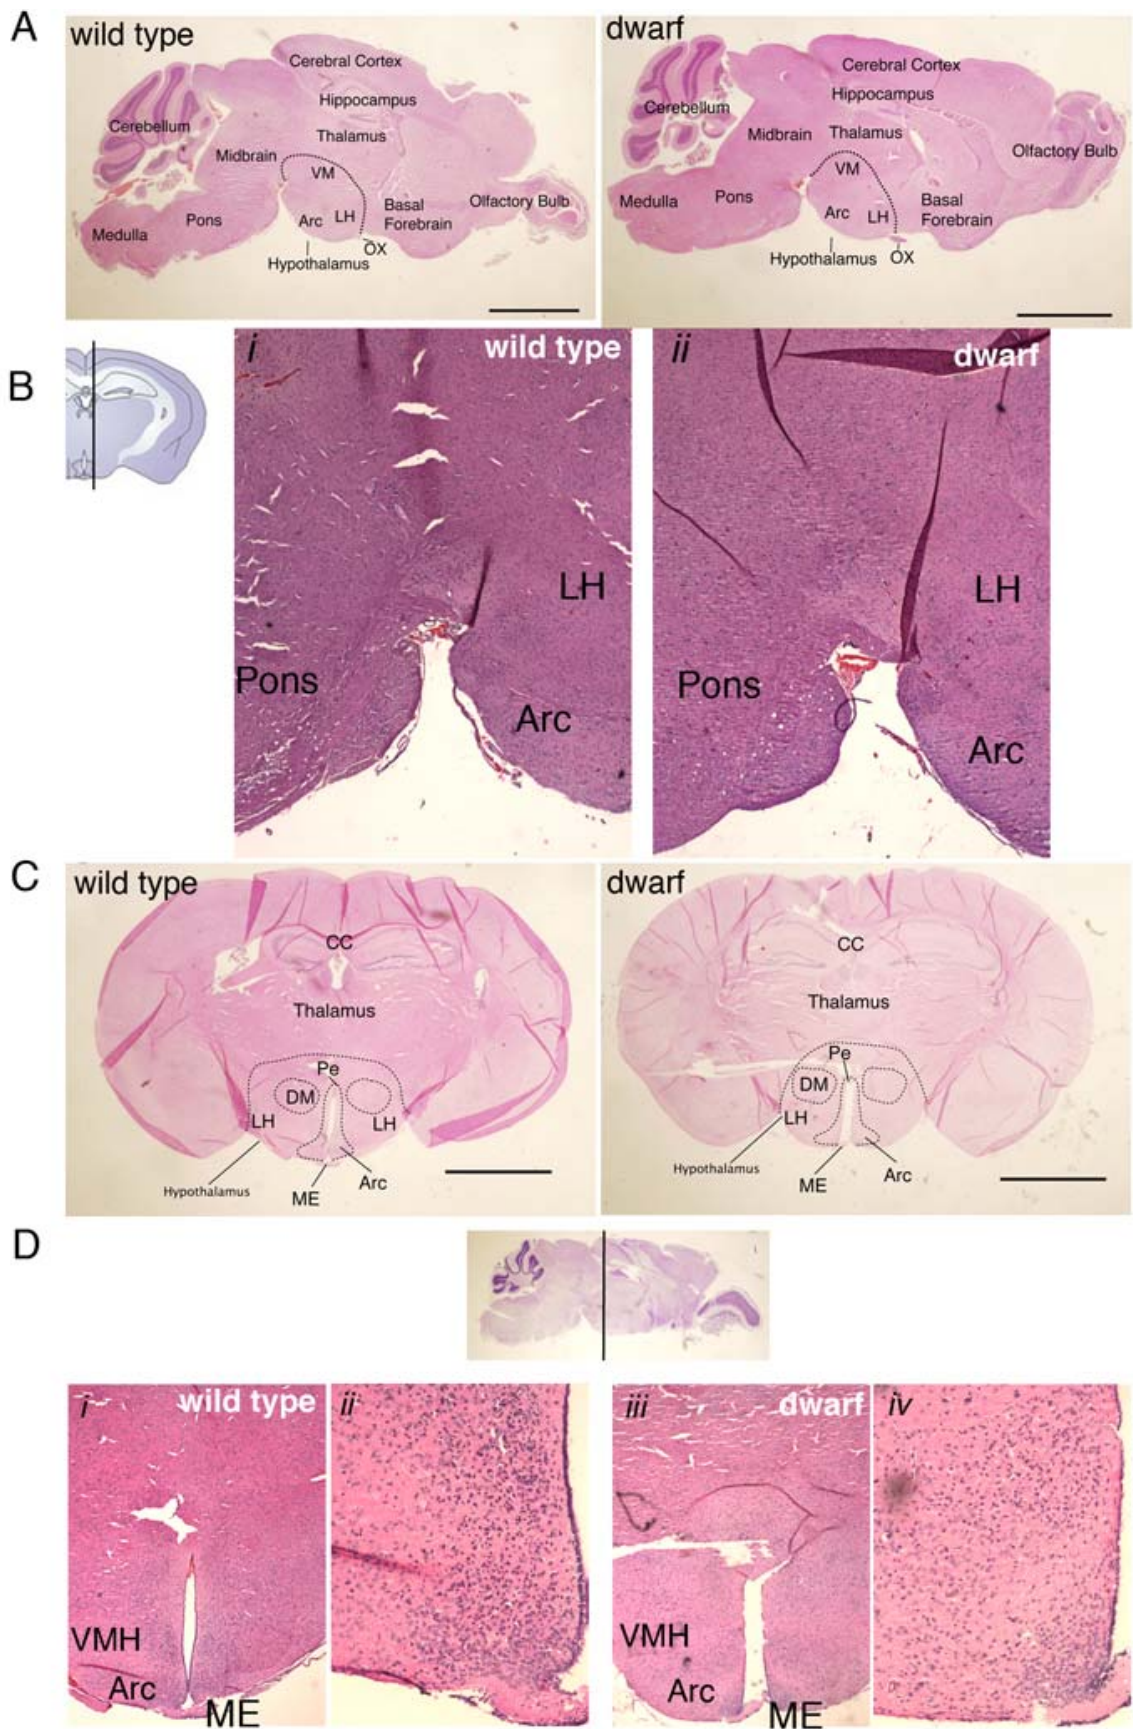 A
wild type
Cerebral Cortex
Hippocampus
Cerebellum
Thalamus
Midbrain
VM
Olfactory Bulb
Basal
Forebrain
Pons
Arc
LH
Medulla
OX
Hypothalamus
dwarf
Cerebral Cortex
Hippocampus
Cerebellum
Midbrain
Thalamus
Olfactory Bulb
VM
Medulla
Pons
Basal
Forebrain
Arc
LH
Hypothalamus
OX
B
i
wild type
LH
Pons
Arc
ii
dwarf
LH
Pons
Arc
C
wild type
CC
Thalamus
Pe
DM
LH
LH
Hypothalamus
ME
Arc
dwarf
CC
Thalamus
Pe
DM
LH
Hypothalamus
ME
Arc
D
i
wild type
VMH
Arc
ME
ii
iii
dwarf
VMH
Arc
ME
iv